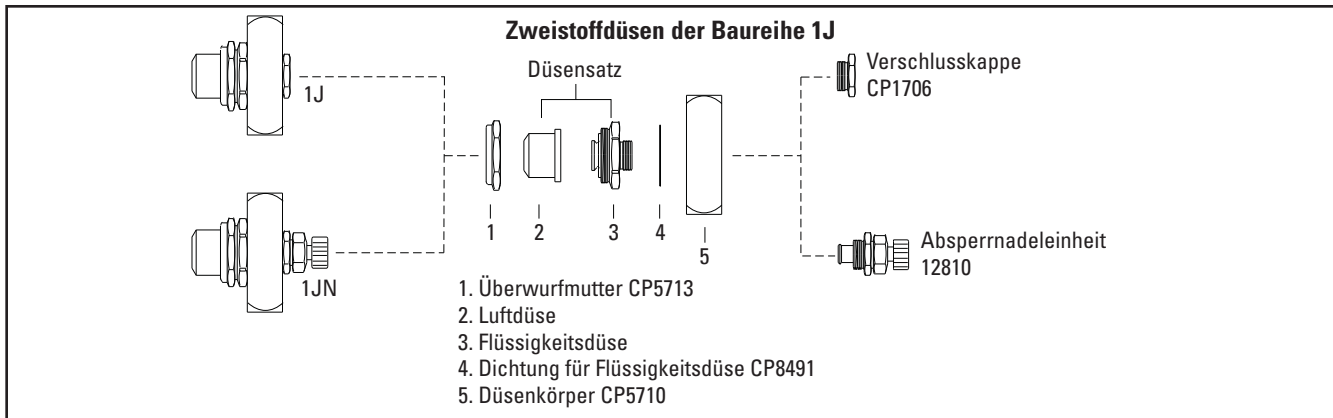 Zweistoffdüsen der Baureihe 1J
1J
1JN
Düsensatz
1
2
3
4
5
Verschlusskappe
CP1706
Absperrnadeleinheit
12810
1. Überwurfmutter CP5713
2. Luftdüse
3. Flüssigkeitsdüse
4. Dichtung für Flüssigkeitsdüse CP8491
5. Düsenkörper CP5710